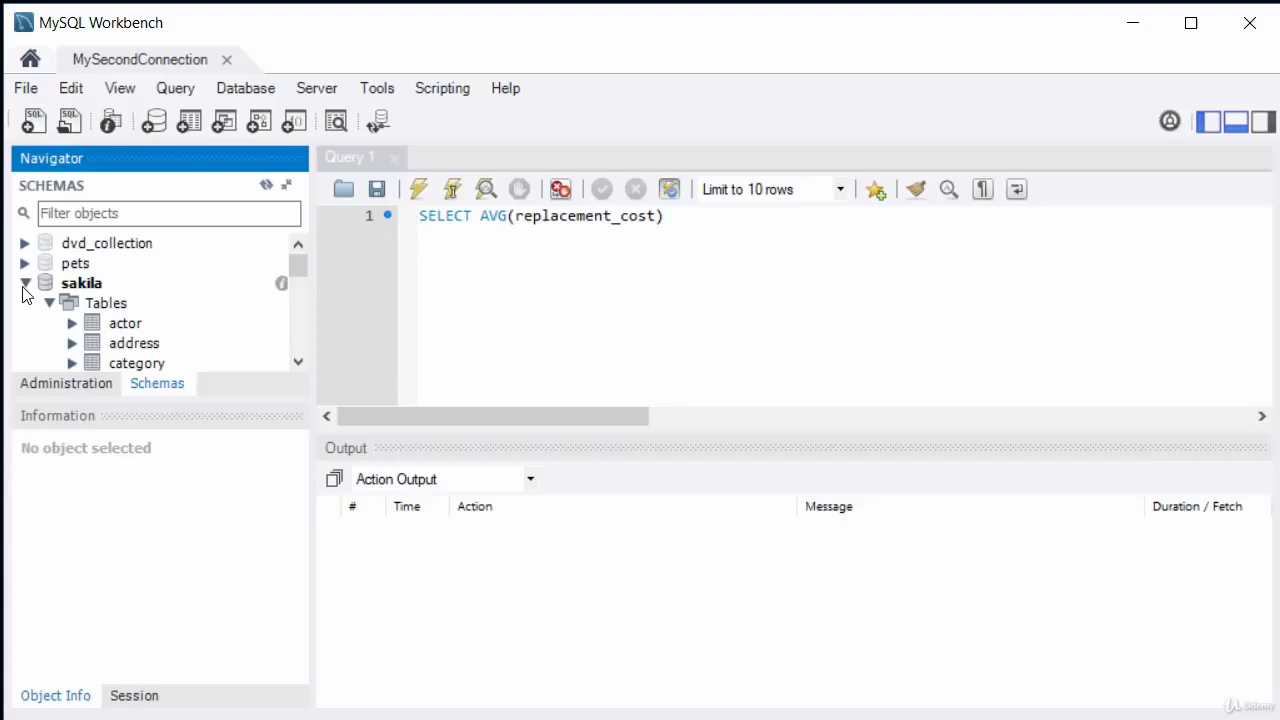 MySQL Workbench
MySecondConnection
File Edit View Query Database Server Tools Scripting Help
Navigator
SCHEMAS
Filter objects
dvd_collection
pets
sakila
Tables
actor
address
category
Administration Schemas
Information
No object selected
Object Info Session
Query 1
Limit to 10 rows
1 SELECT AVG(replacement_cost)
Output
Action Output
# Time Action Message Duration / Fetch
Udemy